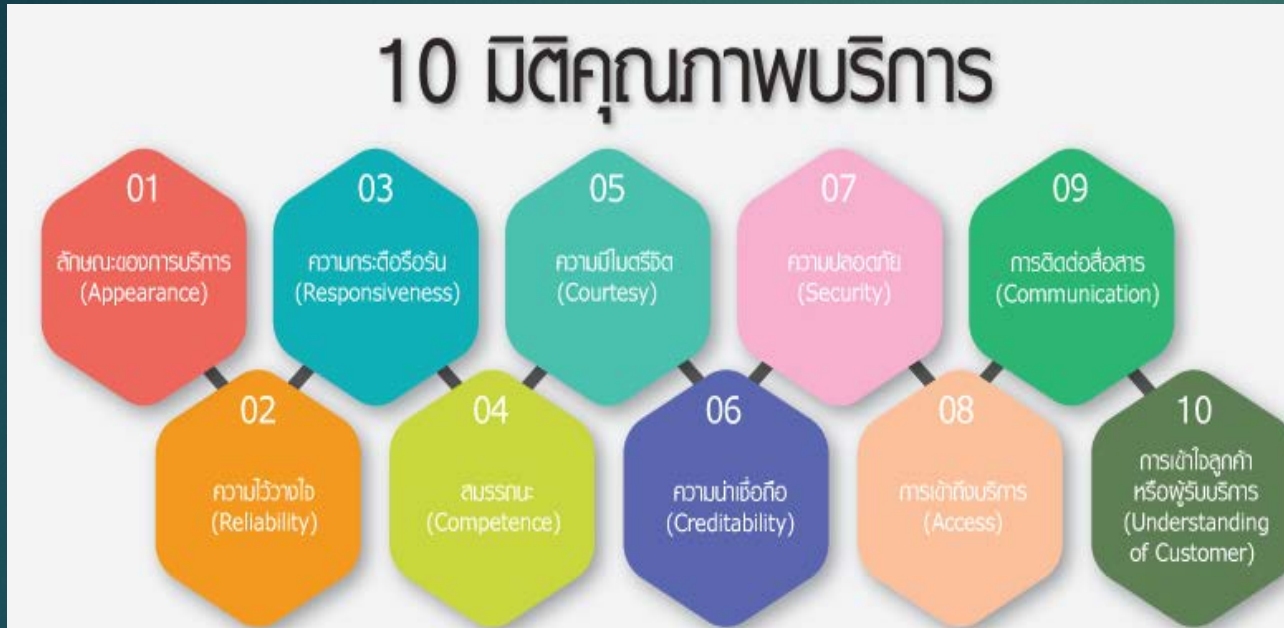 10 มิติคุณภาพบริการ
01
ลักษณะของการบริการ
(Appearance)
02
ความไว้วางใจ
(Reliability)
03
ความกระตือรือร้น
(Responsiveness)
04
สมรรถนะ
(Competence)
05
ความมีไมตรีจิต
(Courtesy)
06
ความน่าเชื่อถือ
(Creditability)
07
ความปลอดภัย
(Security)
08
การเข้าถึงบริการ
(Access)
09
การติดต่อสื่อสาร
(Communication)
10
การเข้าใจลูกค้า
หรือผู้รับบริการ
(Understanding
of Customer)